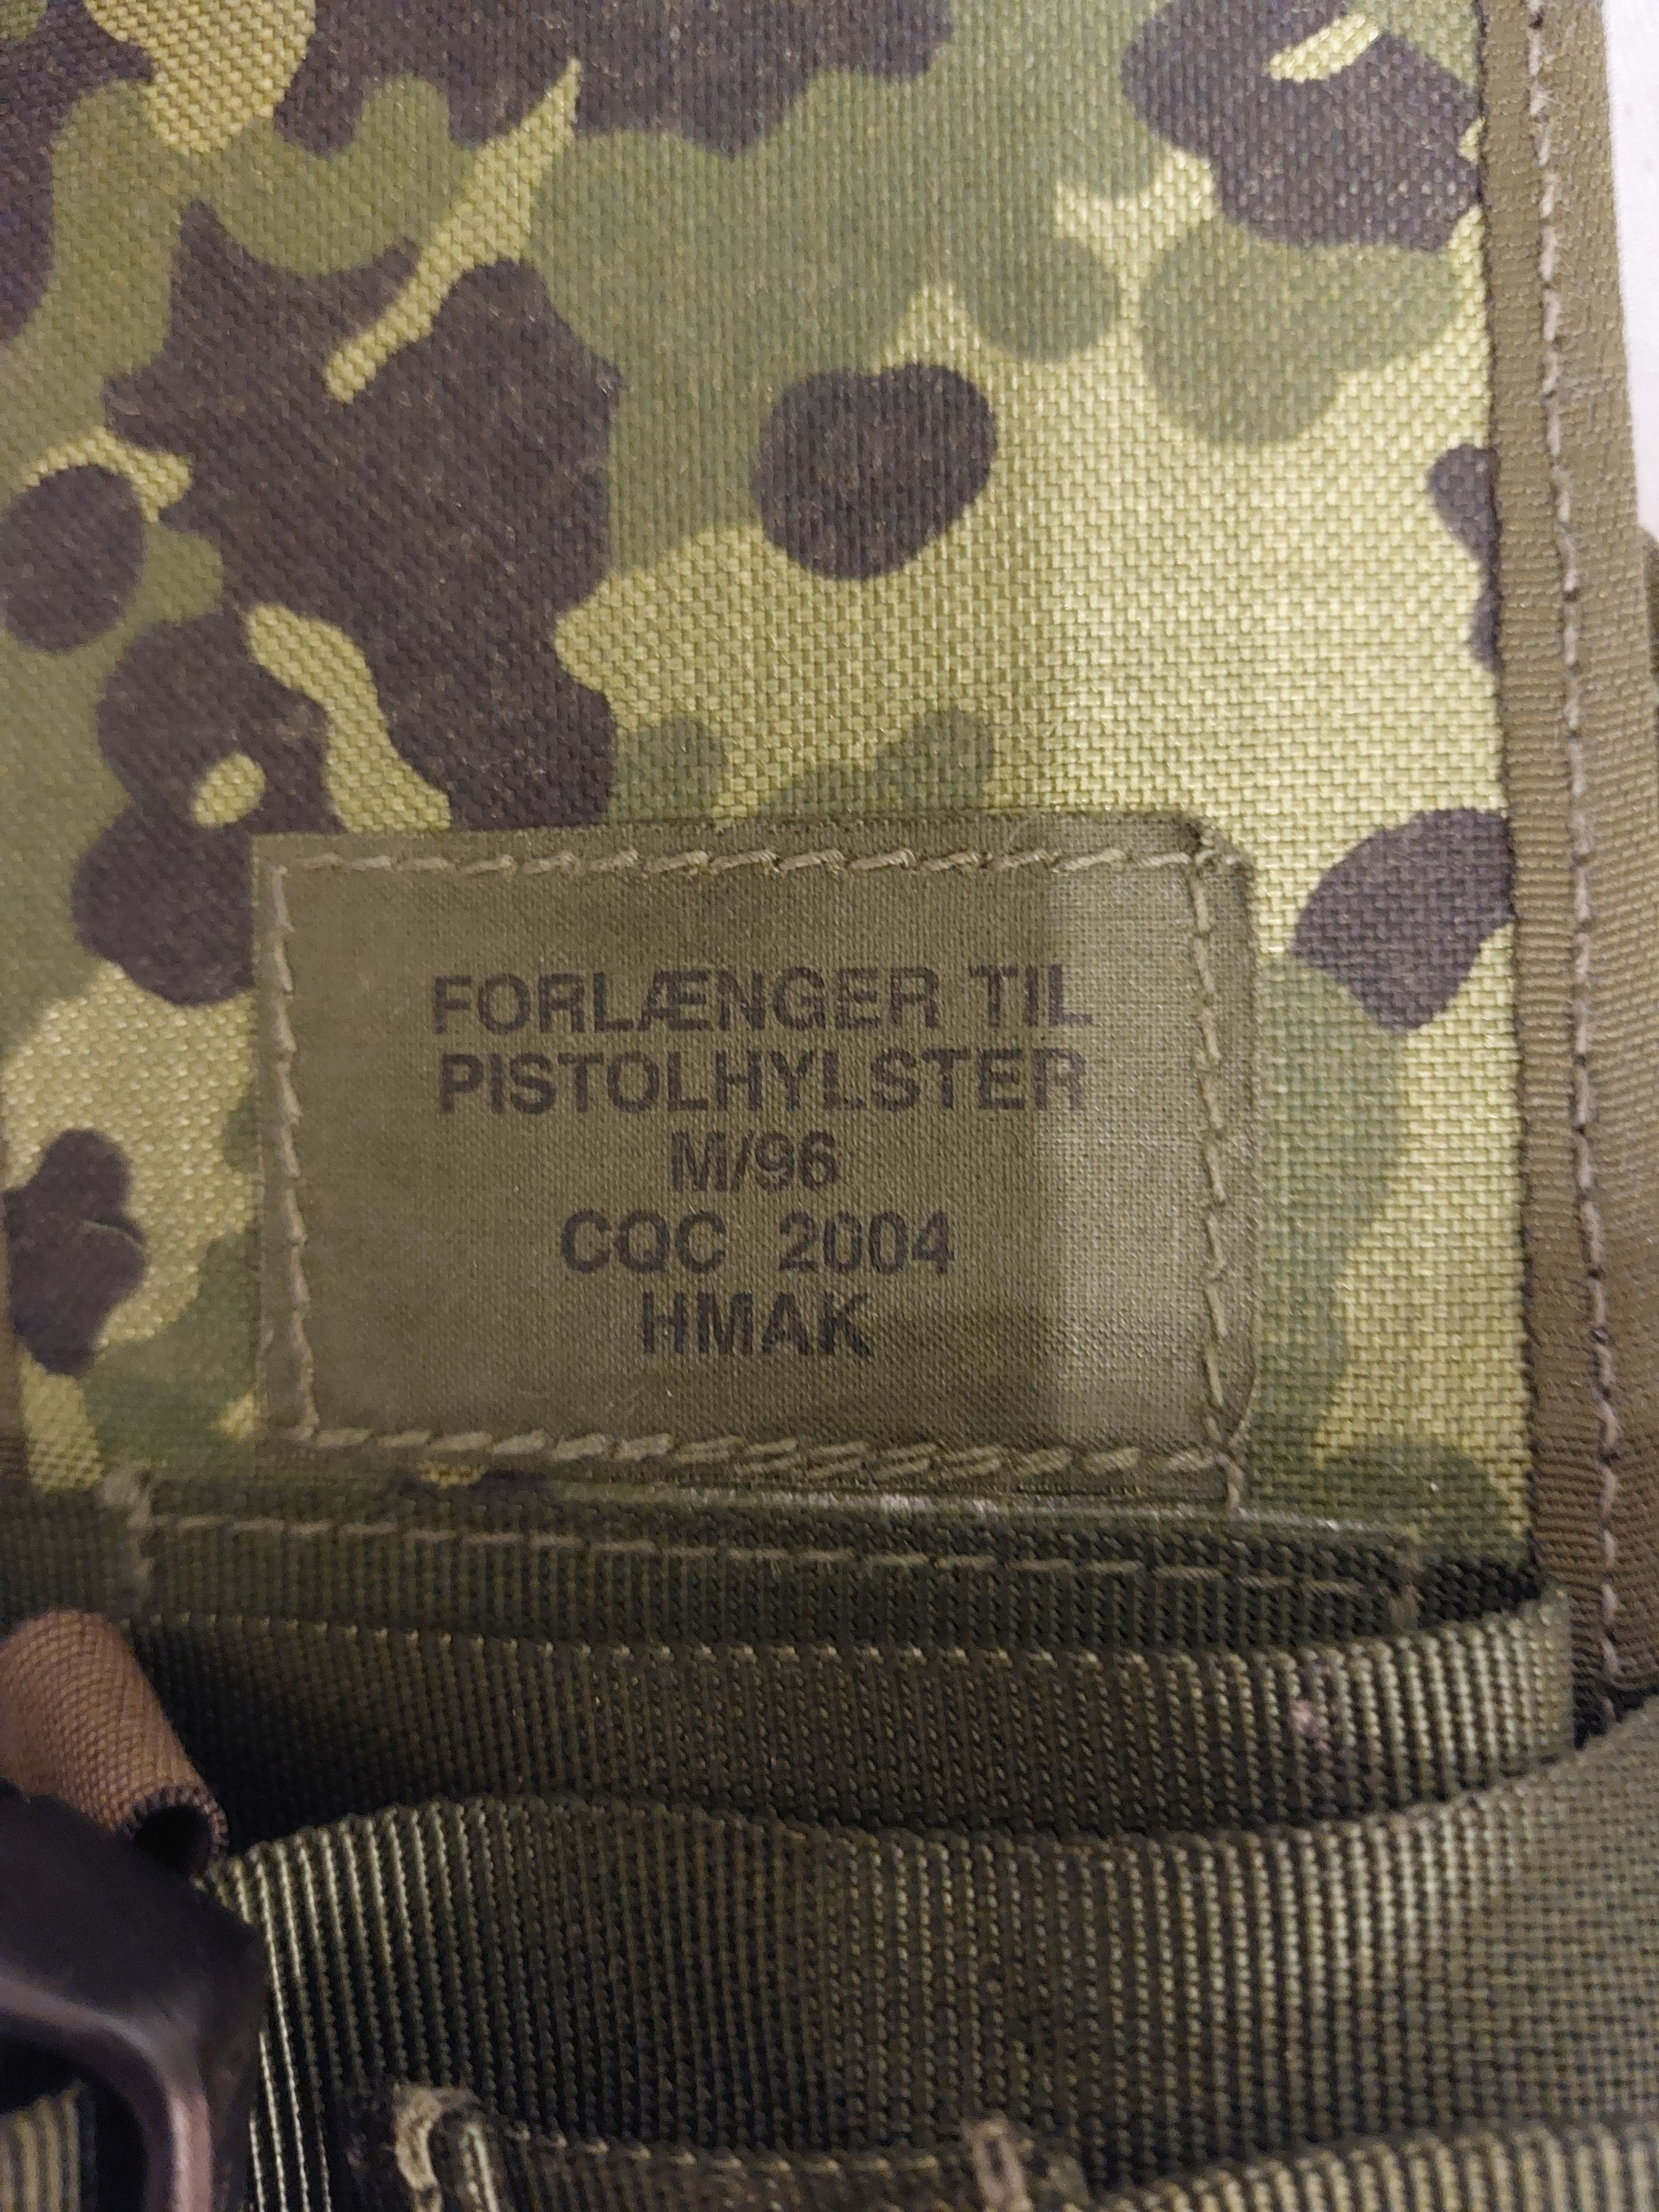 FORLÆNGER TIL
PISTOLHYLSTER
M/96
CQC 2004
HMAK